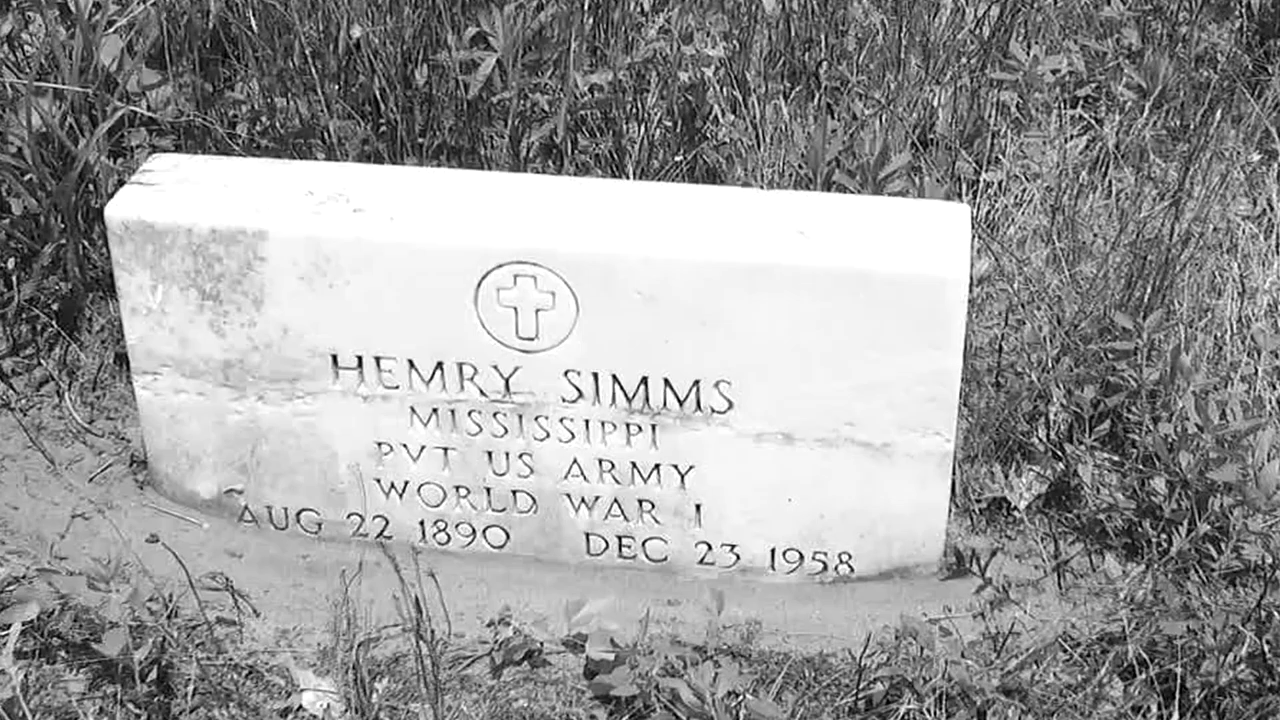 HEMRY SIMMS
MISSISSIPPI
PVT US ARMY
WORLD WAR I
AUG 22 1890 DEC 23 1958